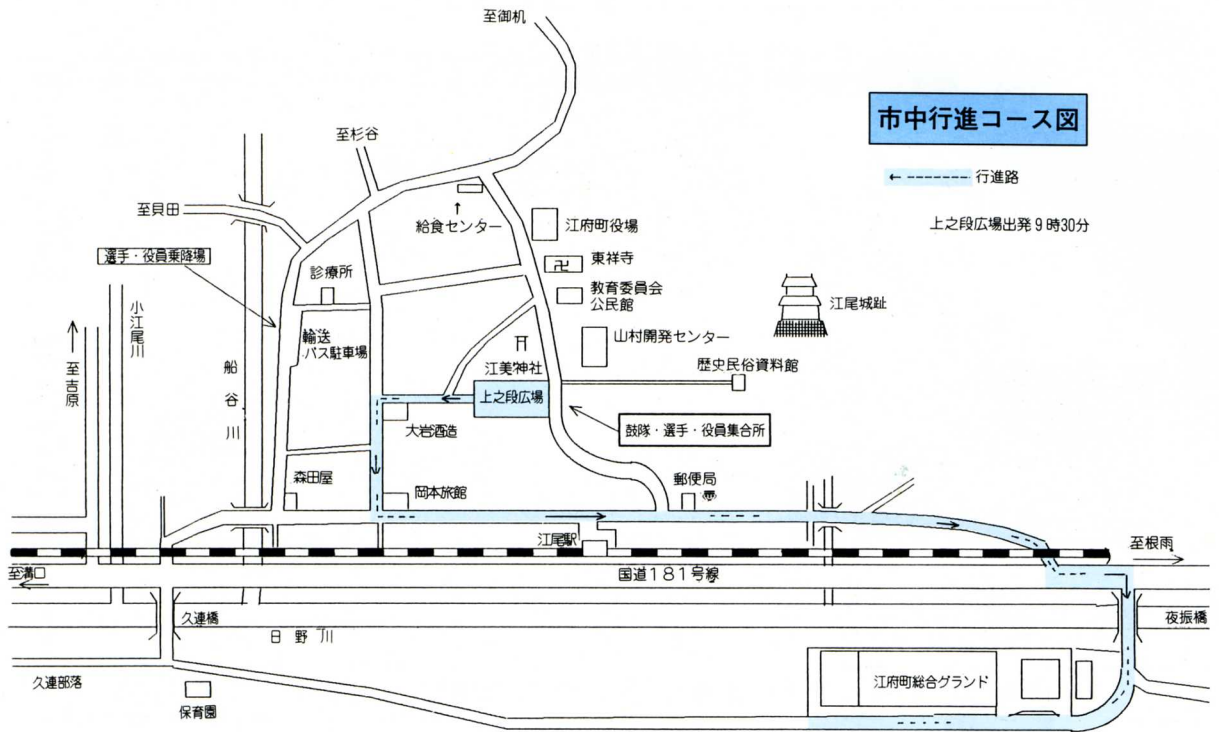 至御机
市中行進コース図
行進路
上之段広場出発9時30分
至杉谷
至貝田
給食センター
江府町役場
東祥寺
教育委員会
公民館
山村開発センター
江尾城趾
歴史民俗資料館
選手・役員乗降場
診療所
輸送
バス駐車場
小江尾川
至吉原
船谷川
江美神社
上之段広場
大岩酒造
鼓隊・選手・役員集合所
森田屋
岡本旅館
郵便局
江尾駅
至根雨
至溝口
国道181号線
久連橋
日野川
夜振橋
久連部落
保育園
江府町総合グランド